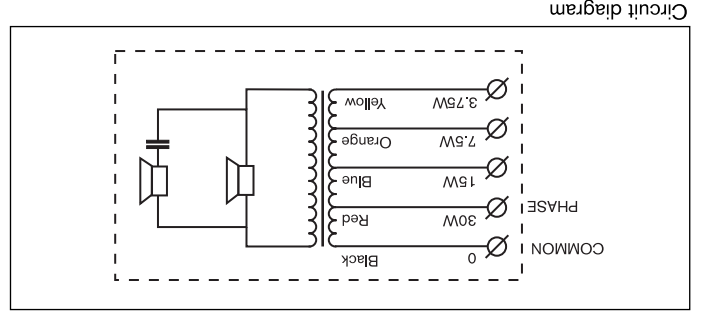 COMMON 0 Black
PHASE 30W Red
15W Blue
7.5W Orange
3.75W Yellow
Circuit diagram